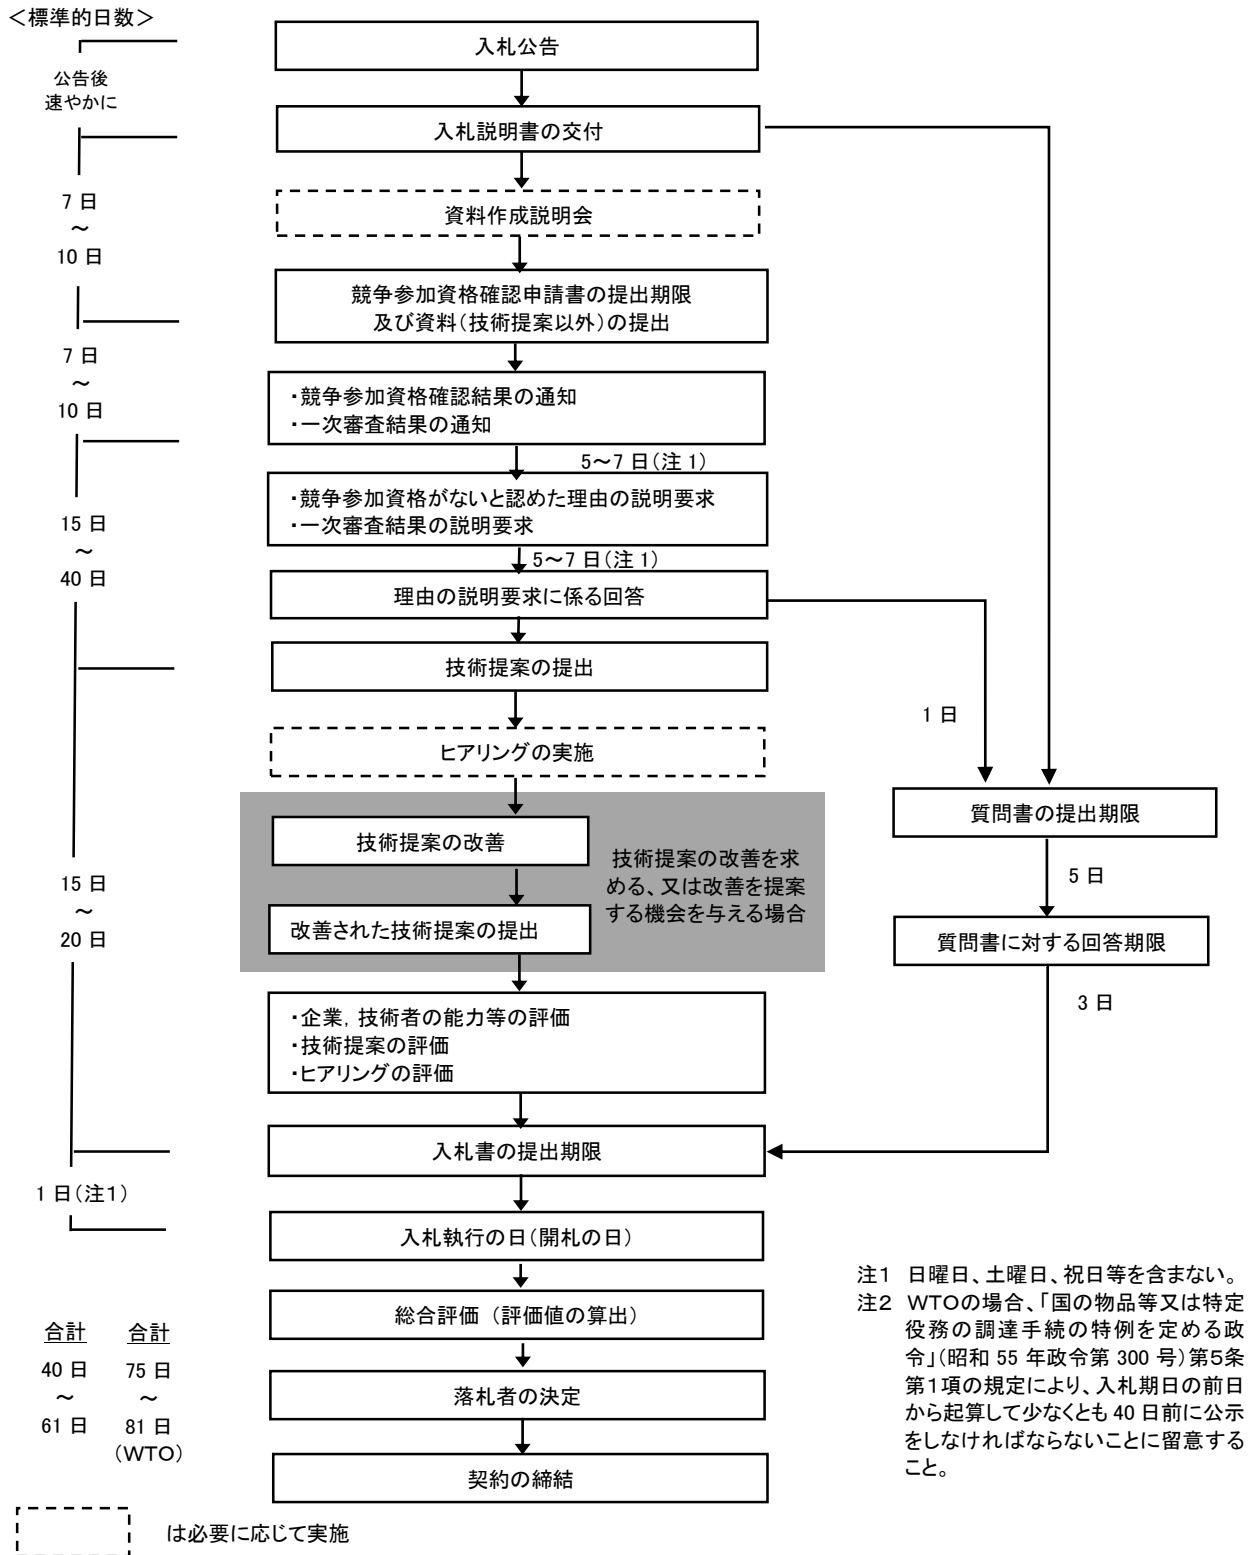 ＜標準的日数＞
入札公告
公告後
速やかに
入札説明書の交付
7 日
～
10 日
資料作成説明会
競争参加資格確認申請書の提出期限
及び資料（技術提案以外）の提出
7 日
～
10 日
・競争参加資格確認結果の通知
・一次審査結果の通知
5～7 日（注 1）
・競争参加資格がないと認めた理由の説明要求
・一次審査結果の説明要求
15 日
～
40 日
5～7 日（注 1）
理由の説明要求に係る回答
技術提案の提出
1 日
ヒアリングの実施
質問書の提出期限
技術提案の改善
技術提案の改善を求
める、又は改善を提案
する機会を与える場合
5 日
15 日
～
20 日
改善された技術提案の提出
質問書に対する回答期限
3 日
・企業，技術者の能力等の評価
・技術提案の評価
・ヒアリングの評価
入札書の提出期限
1 日（注１）
入札執行の日（開札の日）
総合評価 （評価値の算出）
落札者の決定
契約の締結
合計
40 日
～
61 日
合計
75 日
～
81 日
（WTO）
注１ 日曜日、土曜日、祝日等を含まない。
注２ WTOの場合、「国の物品等又は特定
役務の調達手続の特例を定める政
令」（昭和 55 年政令第 300 号）第５条
第１項の規定により、入札期日の前日
から起算して少なくとも 40 日前に公示
をしなければならないことに留意する
こと。
は必要に応じて実施